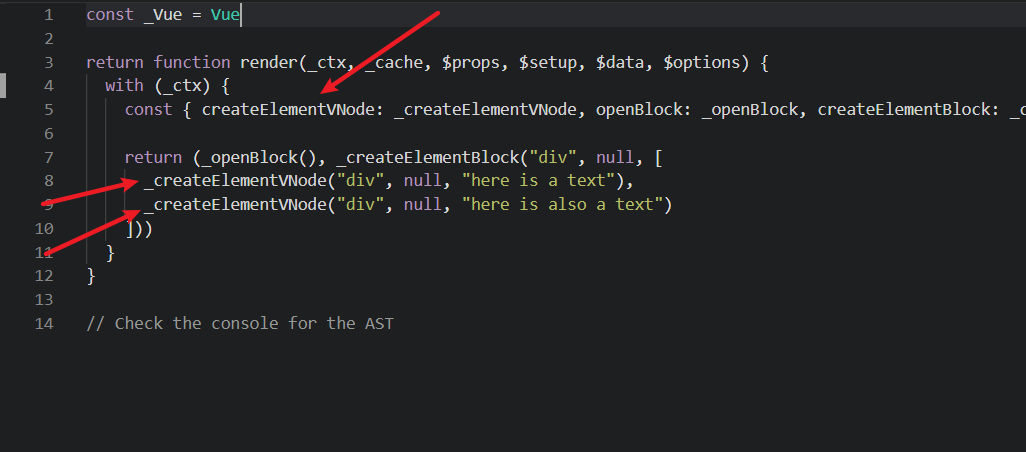 1 const _Vue = Vue
2
3 return function render(_ctx, _cache, $props, $setup, $data, $options) {
4 with (_ctx) {
5 const { createElementVNode: _createElementVNode, openBlock: _openBlock, createElementBlock: _c
6
7 return (_openBlock(), _createElementBlock("div", null, [
8 _createElementVNode("div", null, "here is a text"),
9 _createElementVNode("div", null, "here is also a text")
10 ]))
11 }
12 }
13
14 // Check the console for the AST